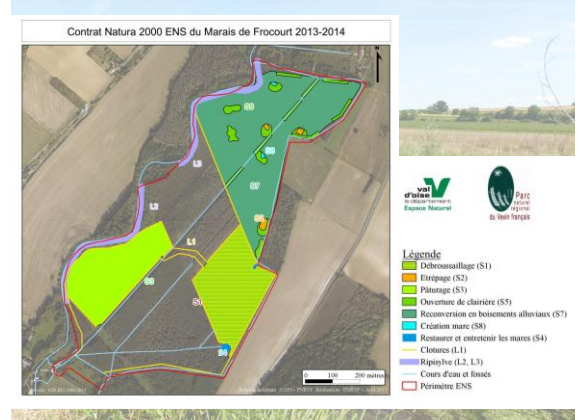 Contrat Natura 2000 ENS du Marais de Frocourt 2013-2014
N
S5
L3
S8
S7
L2
S2
L1
S3
S1
S4
0 100 200 mètres
val
d'oise
le département
Espace Naturel
Parc
naturel
régional
du Vexin français
Légende
Débroussaillage (S1)
Etrépage (S2)
Pâturage (S3)
Ouverture de clairière (S5)
Reconversion en boisements alluviaux (S7)
Création mare (S8)
Restaurer et entretenir les mares (S4)
Clotures (L1)
Ripisylve (L2, L3)
Cours d'eau et fossés
Périmètre ENS